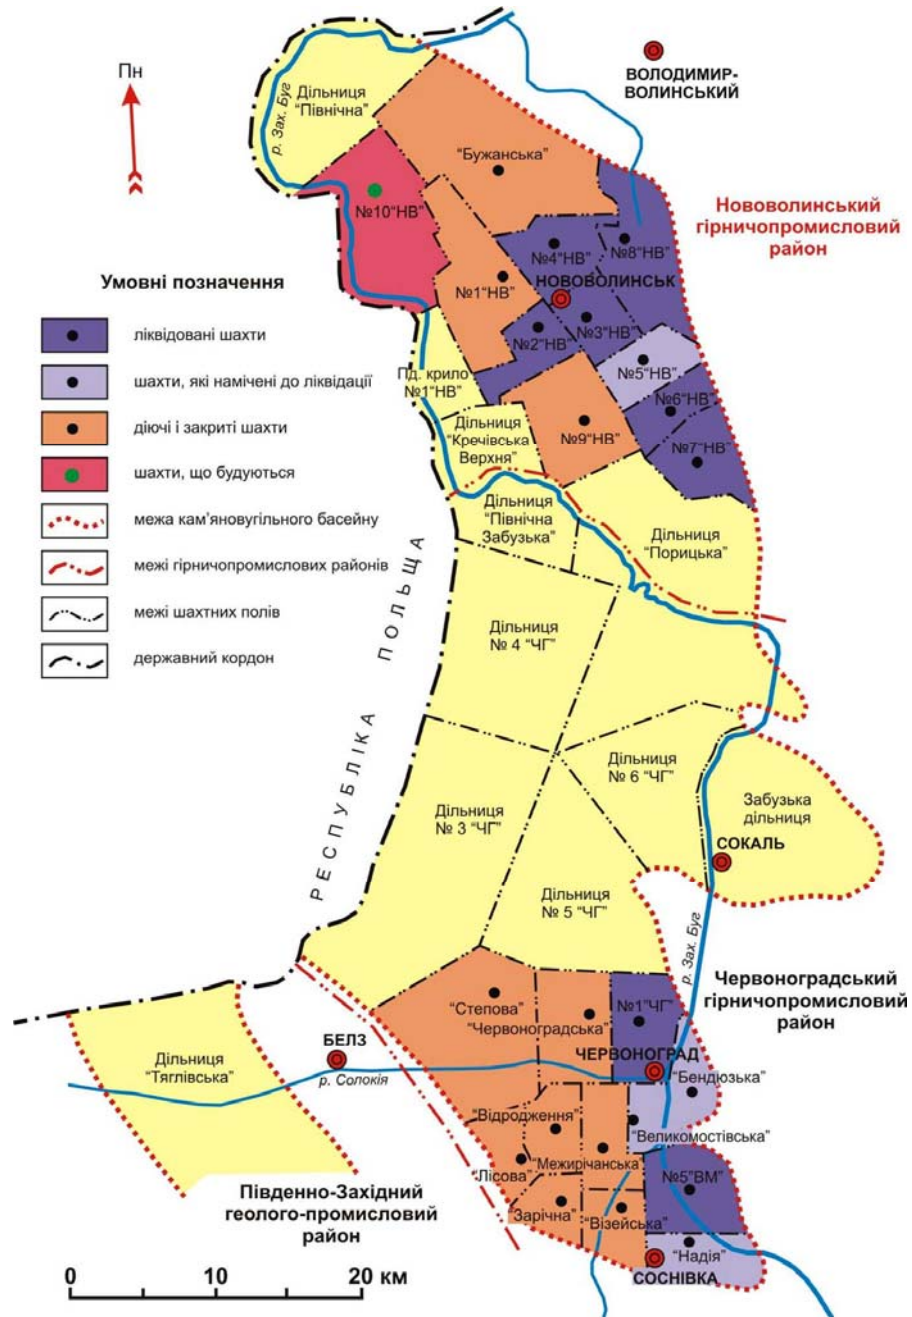 Пн
р. Зах. Буг
Дільниця
“Північна”
ВОЛОДИМИР-
ВОЛИНСЬКИЙ
“Бужанська”
№10“НВ”
Нововолинський
гірничопромисловий
район
№4“НВ”
№8“НВ”
№1“НВ”
НОВОВОЛИНСЬК
№2“НВ”
№3“НВ”
№5“НВ”
Пд. крило
№1“НВ”
№6“НВ”
№9“НВ”
№7“НВ”
Дільниця
“Кречівська
Верхня”
Умовні позначення
ліквідовані шахти
шахти, які намічені до ліквідації
діючі і закриті шахти
шахти, що будуються
межа кам’яновугільного басейну
межі гірничопромислових районів
межі шахтних полів
державний кордон
Дільниця
“Північна
Забузька”
Дільниця
“Порицька”
РЕСПУБЛІКА ПОЛЬЩА
Дільниця
№ 4 “ЧГ”
Дільниця
№ 6 “ЧГ”
Дільниця
№ 3 “ЧГ”
Забузька
дільниця
СОКАЛЬ
Дільниця
№ 5 “ЧГ”
р. Зах. Буг
Червоноградський
гірничопромисловий
район
“Степова”
“Червоноградська”
№1“ЧГ”
БЕЛЗ
р. Солокія
ЧЕРВОНОГРАД
Дільниця
“Тяглівська”
“Бендюзька”
“Відродження”
“Великомостівська”
“Лісова”
“Межирічанська”
№5“ВМ”
“Зарічна”
“Візейська”
“Надія”
СОСНІВКА
Південно-Західний
геолого-промисловий
район
0 10 20 км